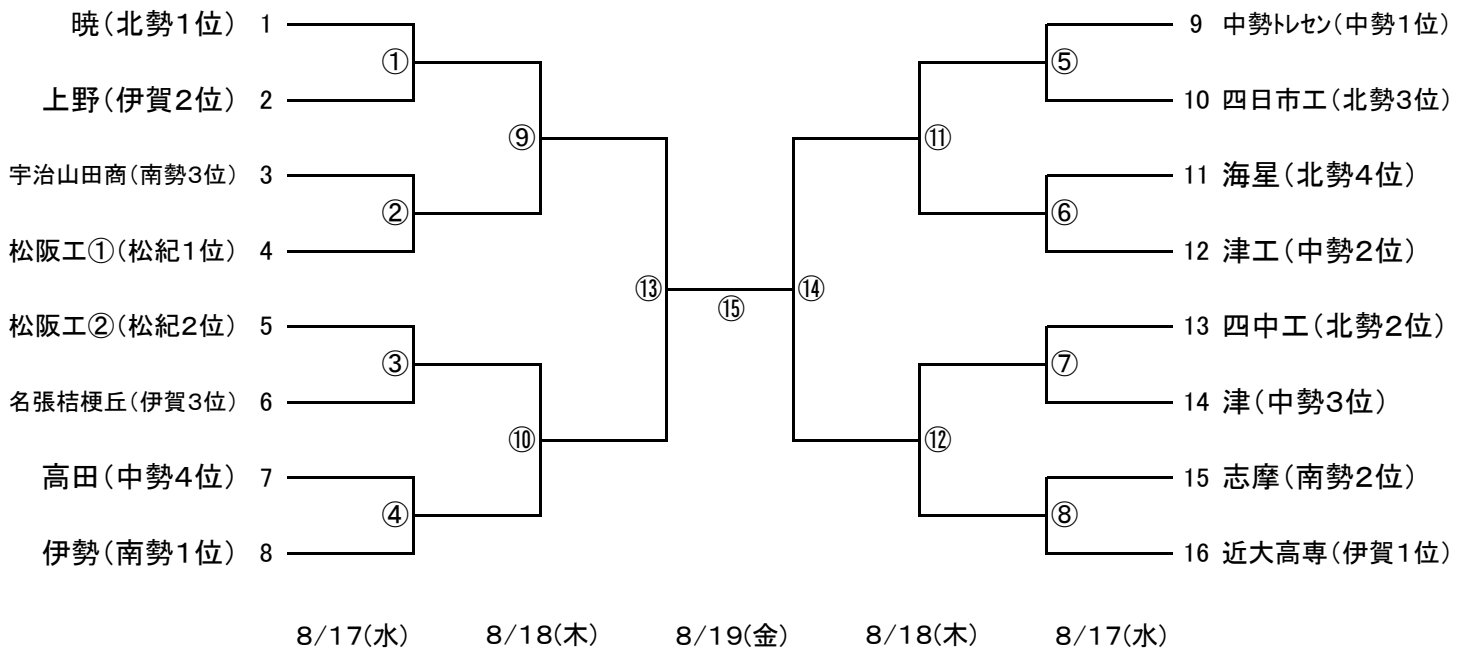 暁(北勢1位) 1
①
上野(伊賀2位) 2
⑨
宇治山田商(南勢3位) 3
②
松阪工①(松紀1位) 4
⑬
松阪工②(松紀2位) 5
③
名張桔梗丘(伊賀3位) 6
⑩
高田(中勢4位) 7
④
伊勢(南勢1位) 8
⑮
9 中勢トレセン(中勢1位)
⑤
10 四日市工(北勢3位)
⑪
11 海星(北勢4位)
⑥
12 津工(中勢2位)
⑭
13 四中工(北勢2位)
⑦
14 津(中勢3位)
⑫
15 志摩(南勢2位)
⑧
16 近大高専(伊賀1位)
8/17(水) 8/18(木) 8/19(金) 8/18(木) 8/17(水)